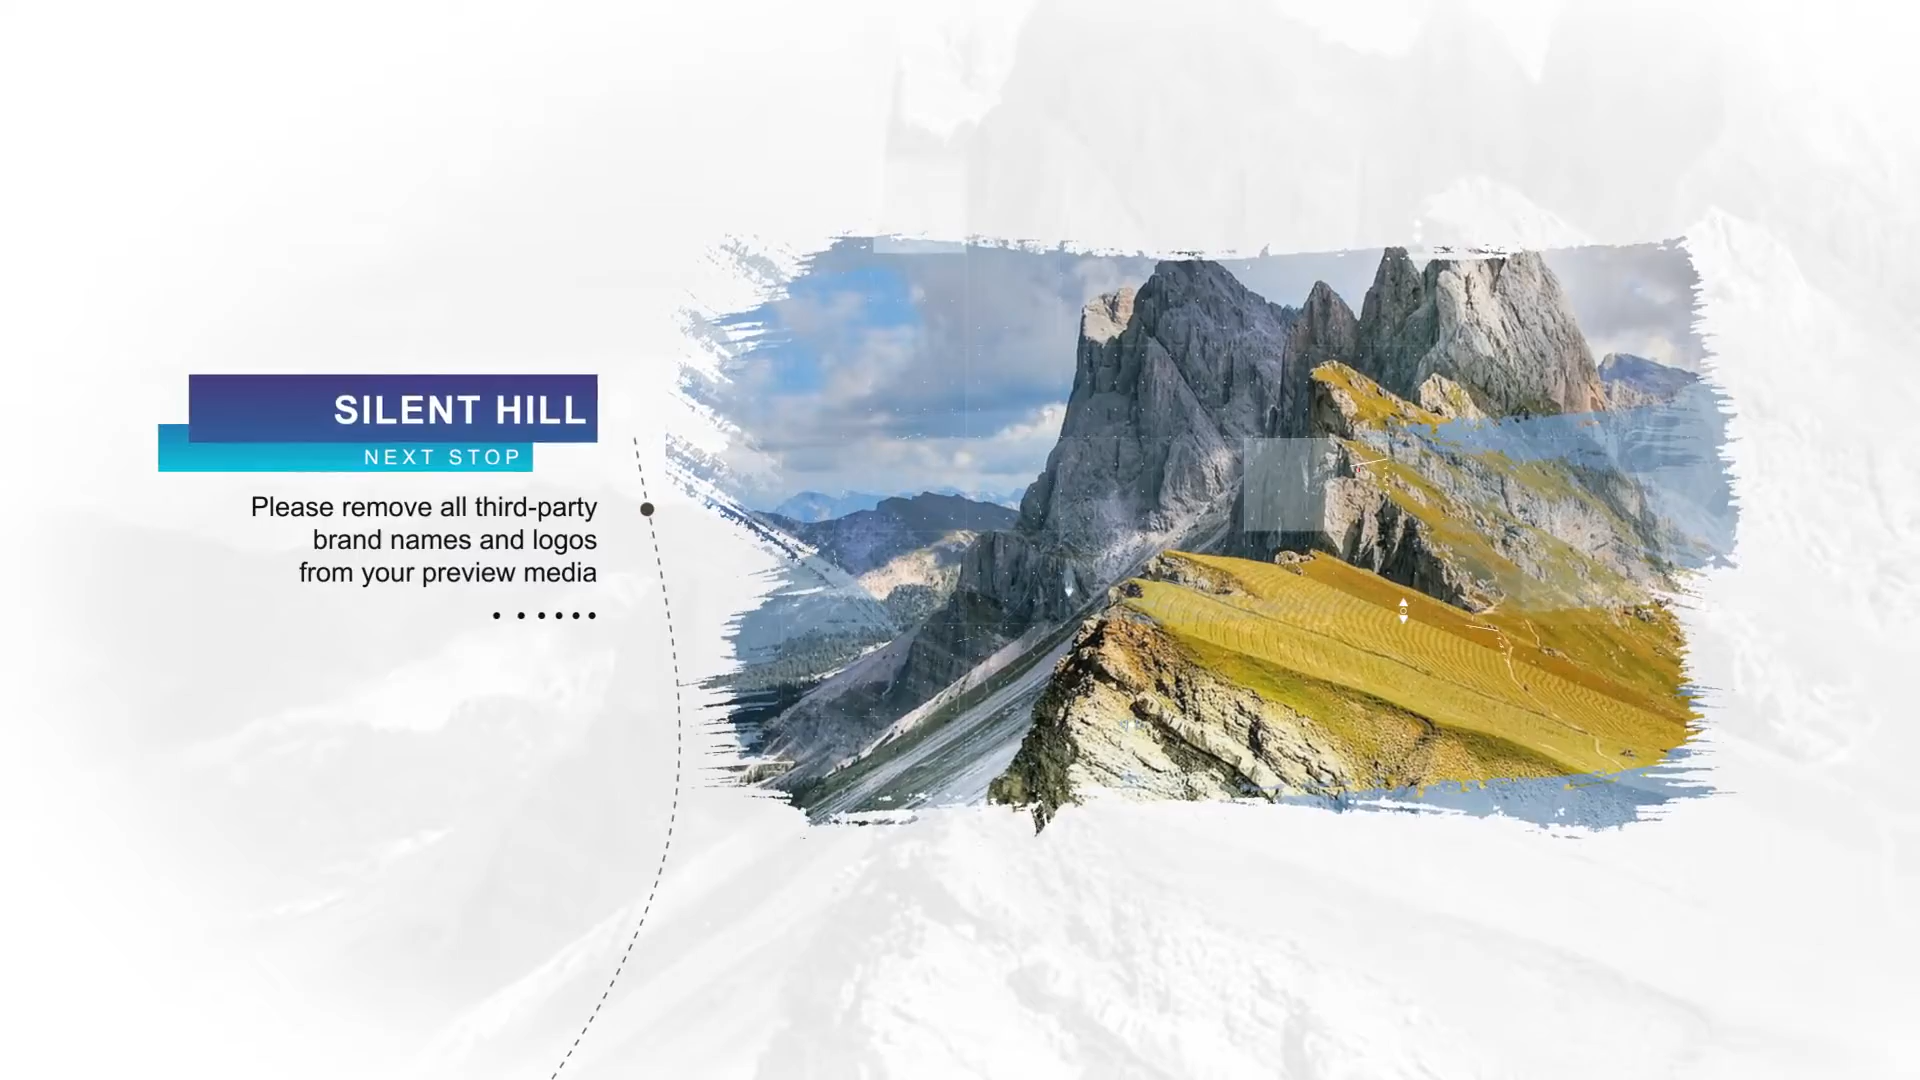 SILENT HILL
NEXT STOP
Please remove all third-party
brand names and logos
from your preview media